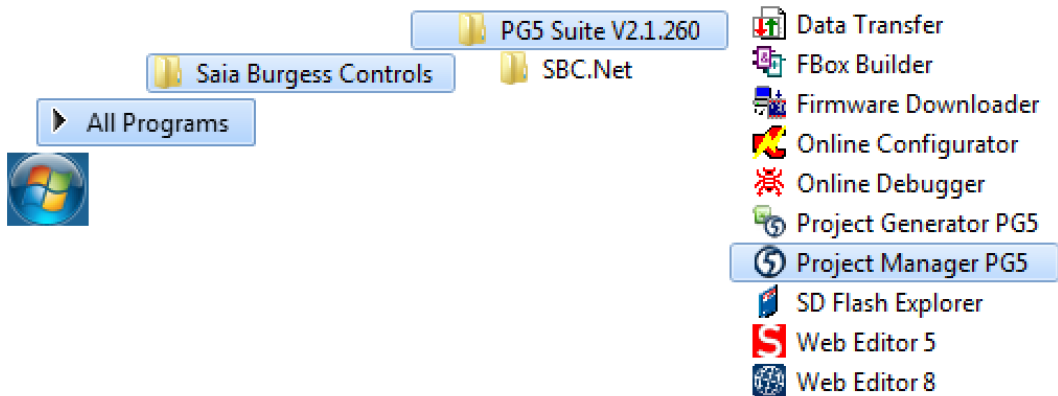 PG5 Suite V2.1.260
SBC.Net
Saia Burgess Controls
All Programs
Data Transfer
FBox Builder
Firmware Downloader
Online Configurator
Online Debugger
Project Generator PG5
Project Manager PG5
SD Flash Explorer
Web Editor 5
Web Editor 8